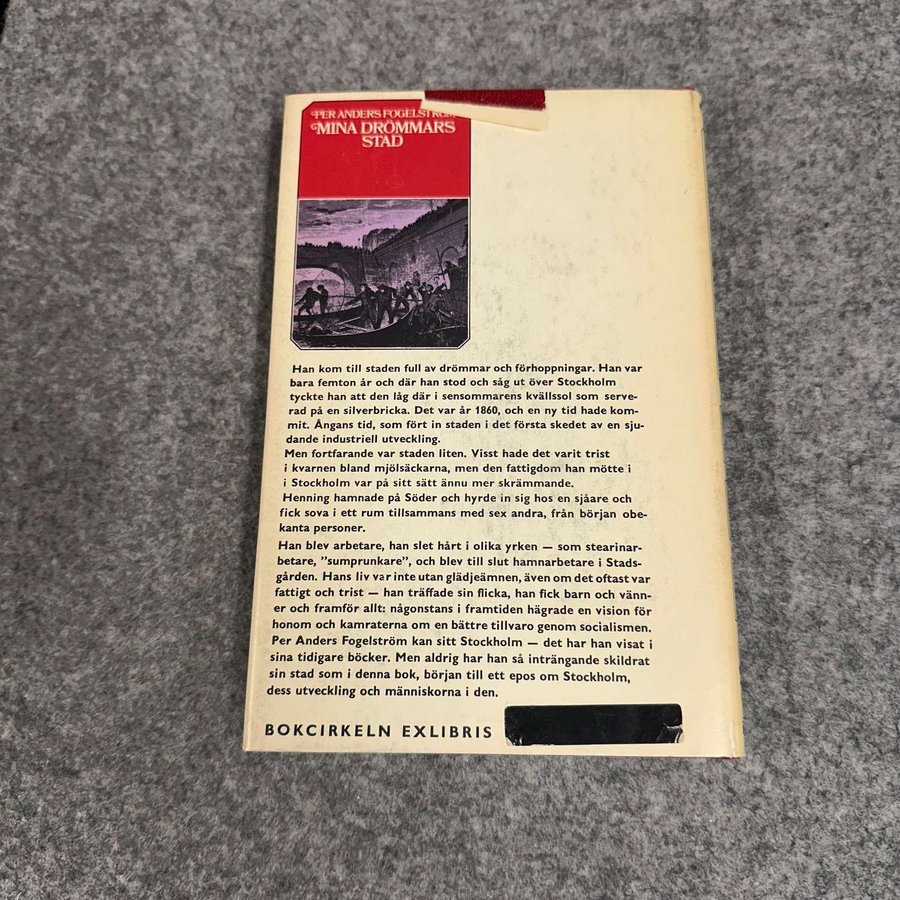 PER ANDERS FOGELSTRÖM
MINA DRÖMMARS
STAD
Han kom till staden full av drömmar och förhoppningar. Han var
bara femton år och där han stod och såg ut över Stockholm
tyckte han att den låg där i sensommarens kvällssol som serve-
rad på en silverbricka. Det var år 1860, och en ny tid hade kom-
mit. Ångans tid, som fört in staden i det första skedet av en sju-
dande industriell utveckling.
Men fortfarande var staden liten. Visst hade det varit trist
i kvarnen bland mjölsäckarna, men den fattigdom han mötte i
i Stockholm var på sitt sätt ännu mer skrämmande.
Henning hamnade på Söder och hyrde in sig hos en sjåare och
fick sova i ett rum tillsammans med sex andra, från början obe-
kanta personer.
Han blev arbetare, han slet hårt i olika yrken — som stearinar-
betare, ”sumprunkare”, och blev till slut hamnarbetare i Stads-
gården. Hans liv var inte utan glädjeämnen, även om det oftast var
fattigt och trist — han träffade sin flicka, han fick barn och vänn-
er och framför allt: någonstans i framtiden hägrade en vision för
honom och kamraterna om en bättre tillvaro genom socialismen.
Per Anders Fogelström kan sitt Stockholm — det har han visat i
sina tidigare böcker. Men aldrig har han så inträngande skildrat
sin stad som i denna bok, början till ett epos om Stockholm,
dess utveckling och människorna i den.
BOKCIRKELN EXLIBRIS